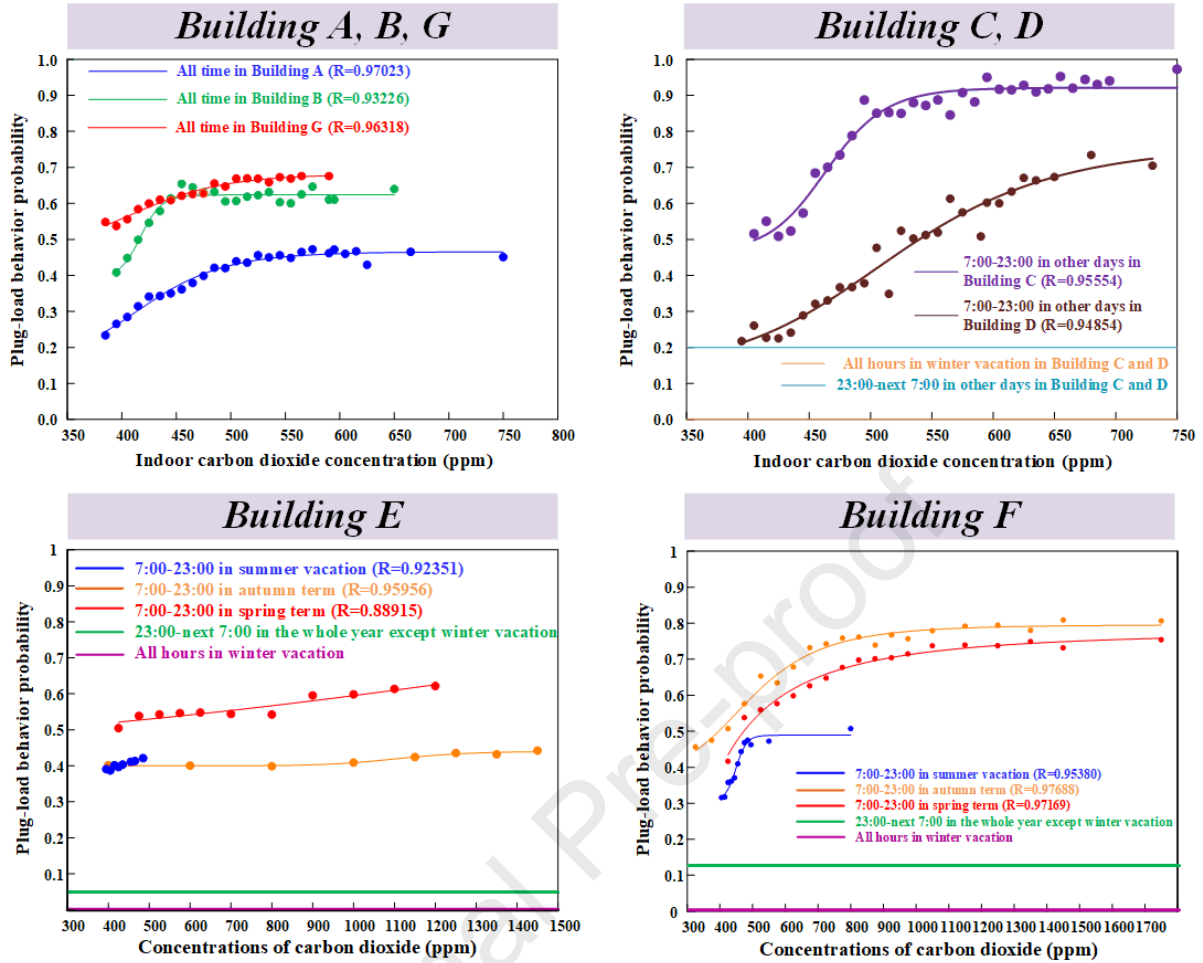 Building A, B, G
1.0
0.9
0.8
0.7
0.6
0.5
0.4
0.3
0.2
0.1
0.0
Plug-load behavior probability
All time in Building A (R=0.97023)
All time in Building B (R=0.93226)
All time in Building G (R=0.96318)
350 400 450 500 550 600 650 700 750 800
Indoor carbon dioxide concentration (ppm)
Building C, D
1.0
0.9
0.8
0.7
0.6
0.5
0.4
0.3
0.2
0.1
0.0
Plug-load behavior probability
7:00-23:00 in other days in
Building C (R=0.95554)
7:00-23:00 in other days in
Building D (R=0.94854)
All hours in winter vacation in Building C and D
23:00-next 7:00 in other days in Building C and D
350 400 450 500 550 600 650 700 750
Indoor carbon dioxide concentration (ppm)
Building E
1
0.9
0.8
0.7
0.6
0.5
0.4
0.3
0.2
0.1
0
Plug-load behavior probability
7:00-23:00 in summer vacation (R=0.92351)
7:00-23:00 in autumn term (R=0.95956)
7:00-23:00 in spring term (R=0.88915)
23:00-next 7:00 in the whole year except winter vacation
All hours in winter vacation
300 400 500 600 700 800 900 1000 1100 1200 1300 1400 1500
Concentrations of carbon dioxide (ppm)
Building F
1
0.9
0.8
0.7
0.6
0.5
0.4
0.3
0.2
0.1
0
Plug-load behavior probability
7:00-23:00 in summer vacation (R=0.95380)
7:00-23:00 in autumn term (R=0.97688)
7:00-23:00 in spring term (R=0.97169)
23:00-next 7:00 in the whole year except winter vacation
All hours in winter vacation
300 400 500 600 700 800 900 1000 1100 1200 1300 1400 1500 1600 1700
Concentrations of carbon dioxide (ppm)
nal Pre-proof